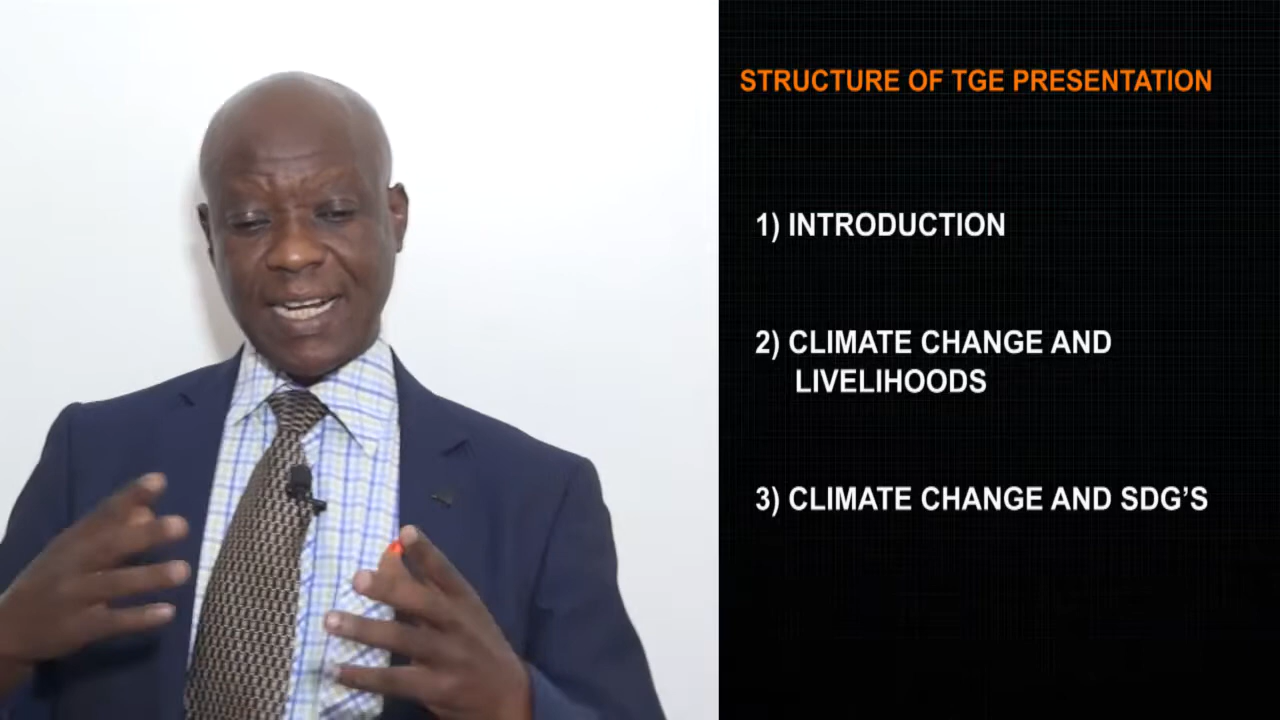 STRUCTURE OF TGE PRESENTATION
1) INTRODUCTION
2) CLIMATE CHANGE AND
LIVELIHOODS
3) CLIMATE CHANGE AND SDG'S